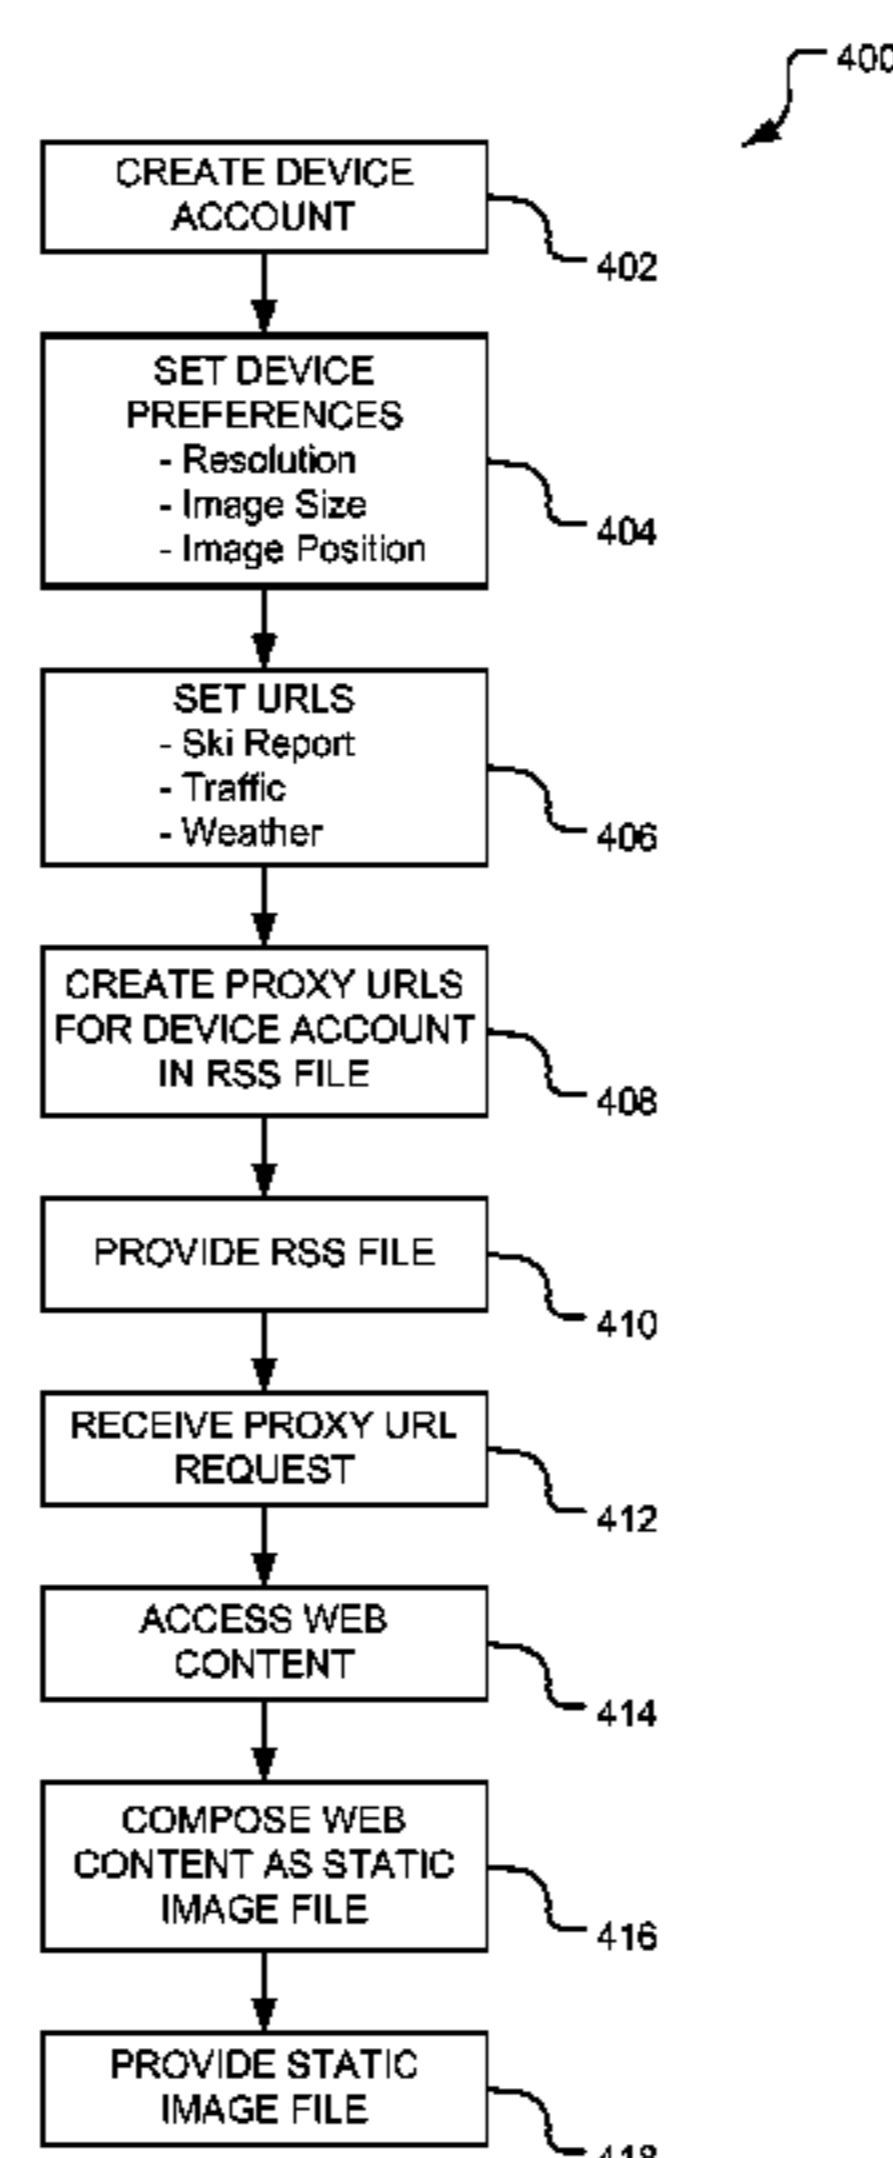 400
CREATE DEVICE
ACCOUNT
402
SET DEVICE
PREFERENCES
- Resolution
- Image Size
- Image Position
404
SET URLS
- Ski Report
- Traffic
- Weather
406
CREATE PROXY URLS
FOR DEVICE ACCOUNT
IN RSS FILE
408
PROVIDE RSS FILE
410
RECEIVE PROXY URL
REQUEST
412
ACCESS WEB
CONTENT
414
COMPOSE WEB
CONTENT AS STATIC
IMAGE FILE
416
PROVIDE STATIC
IMAGE FILE
418